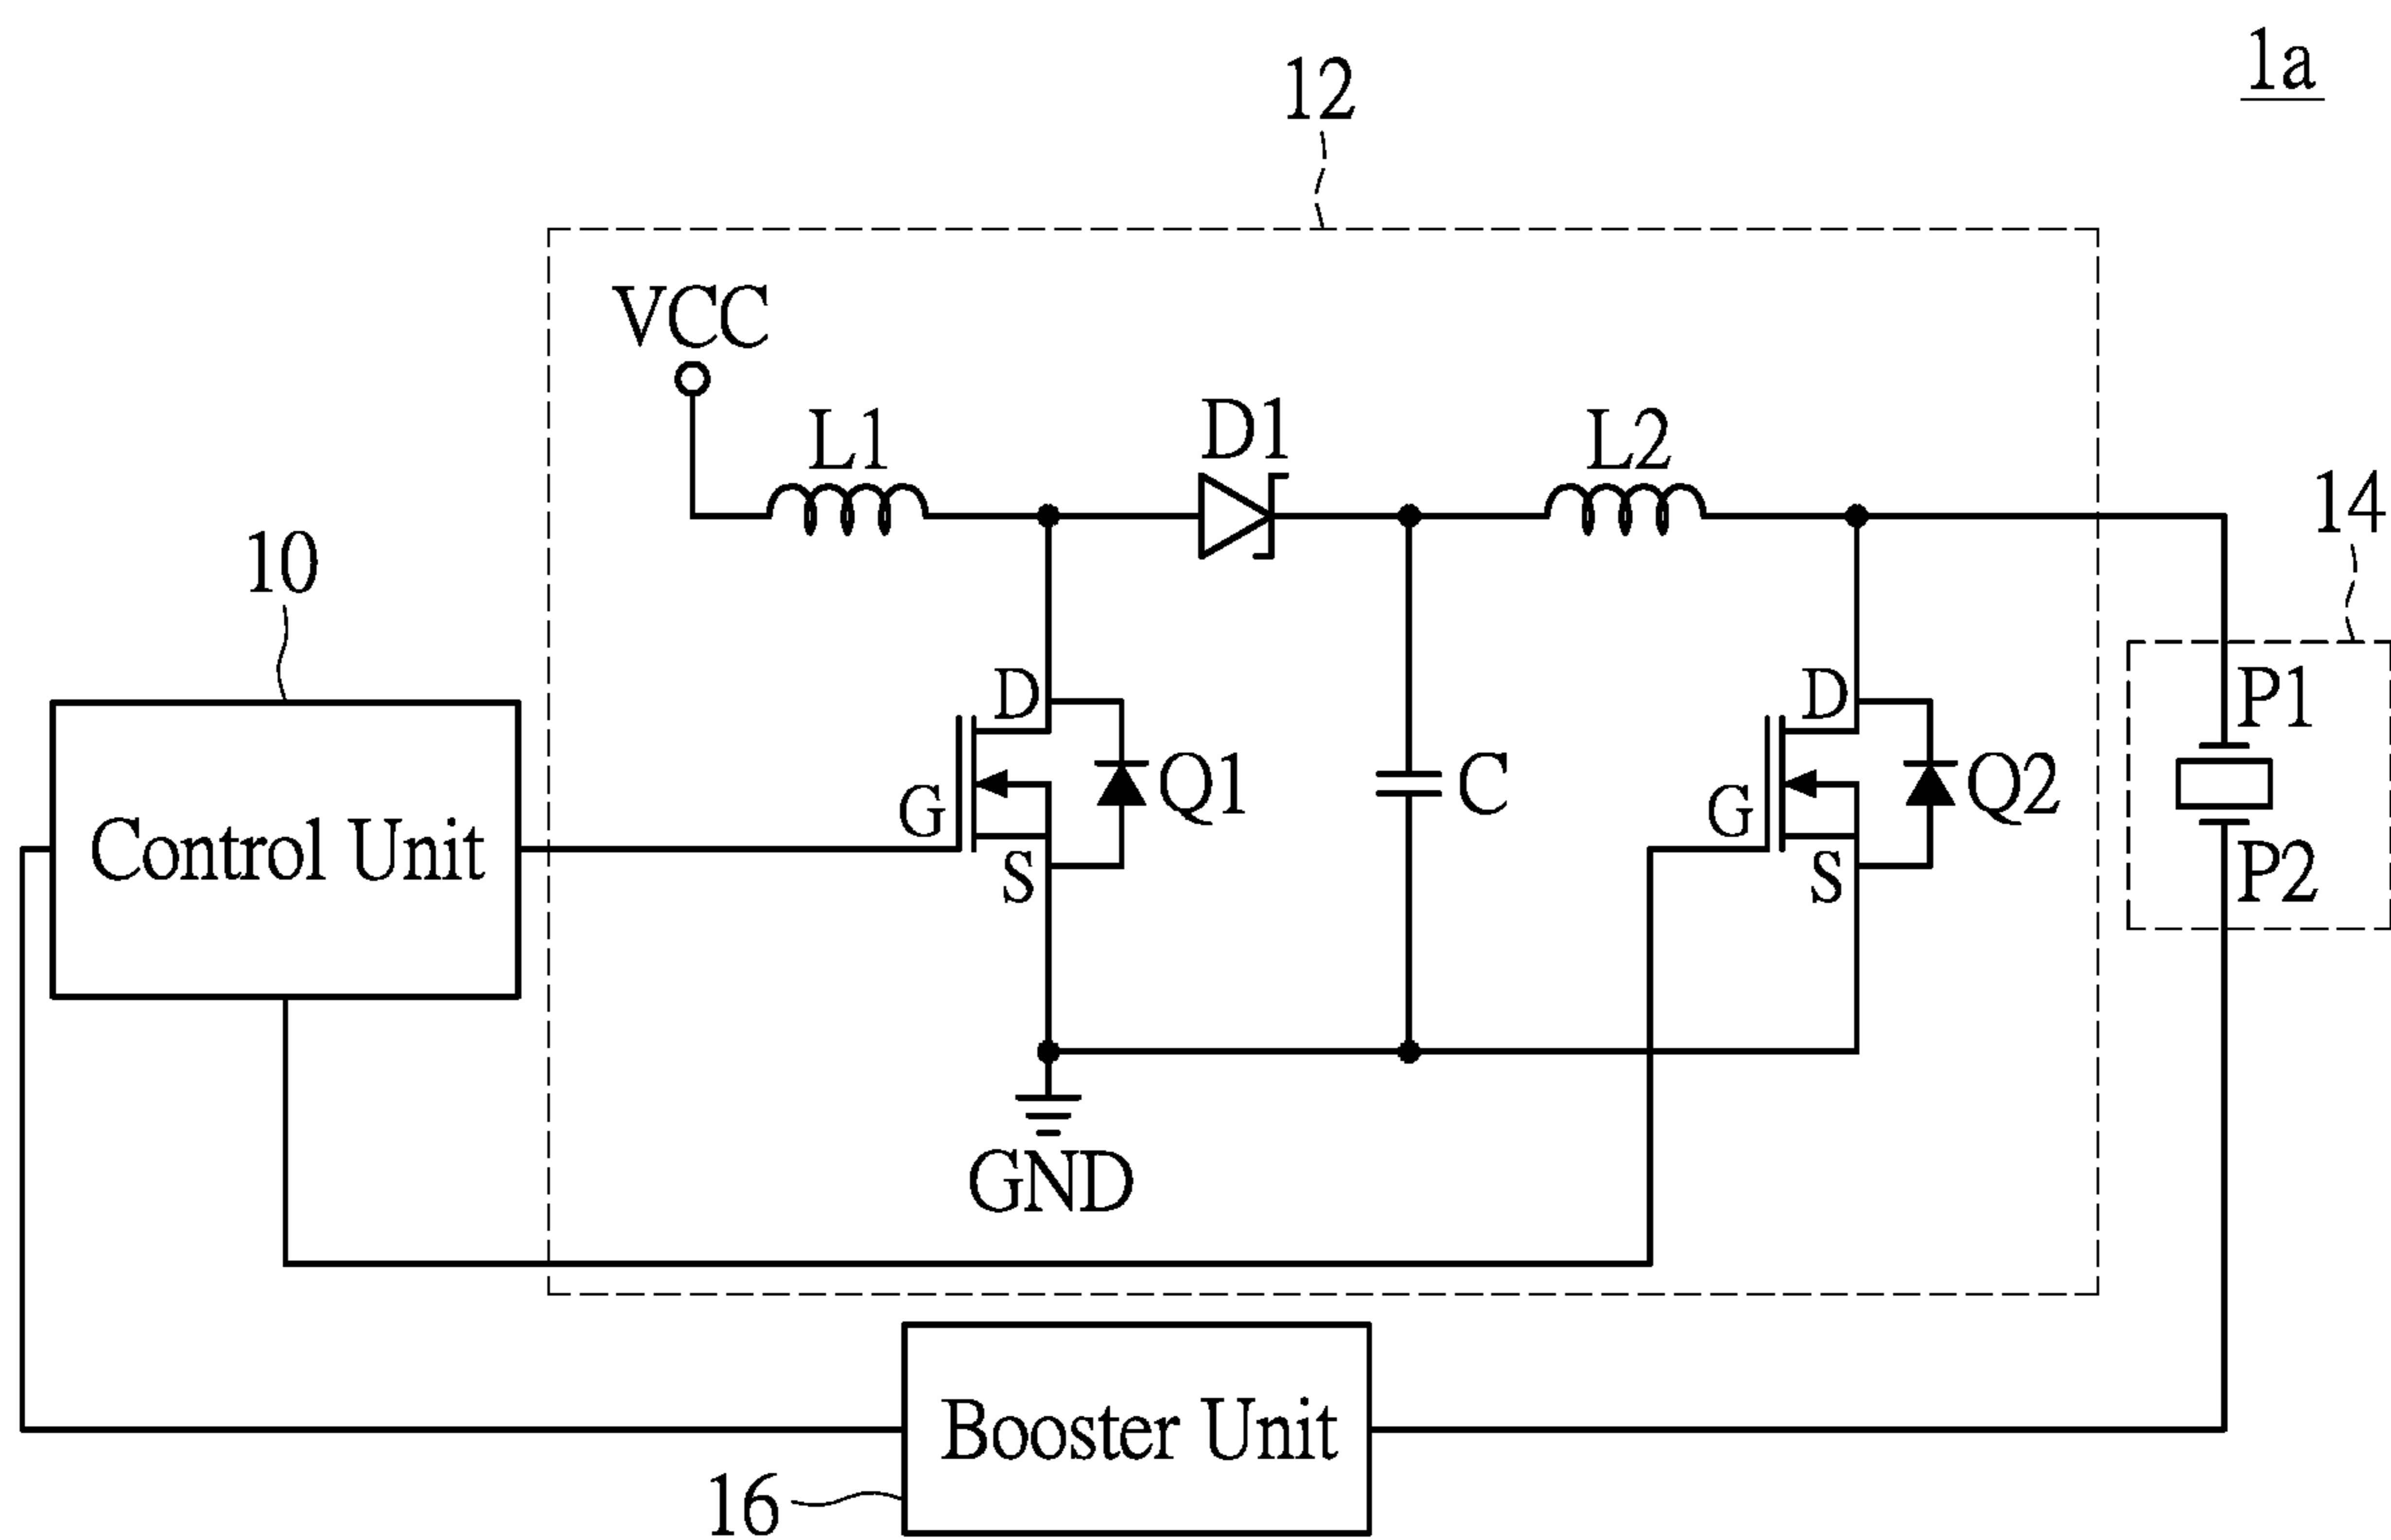 1a
12
VCC
L1
D1
L2
14
10
D
G
S
Q1
C
D
G
S
Q2
P1
P2
Control Unit
GND
Booster Unit
16